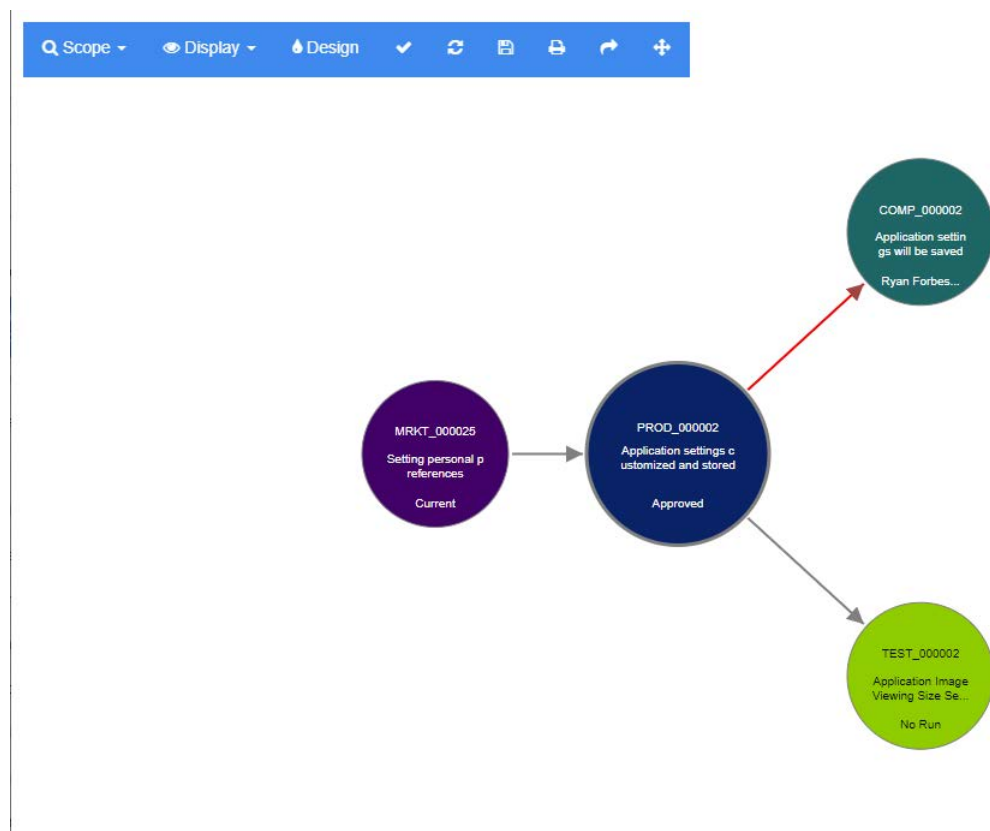 Scope Display Design
COMP_000002
Application settin
gs will be saved
Ryan Forbes...
MRKT_000025
Setting personal p
references
Current
PROD_000002
Application settings c
ustomized and stored
Approved
TEST_000002
Application Image
Viewing Size Se...
No Run